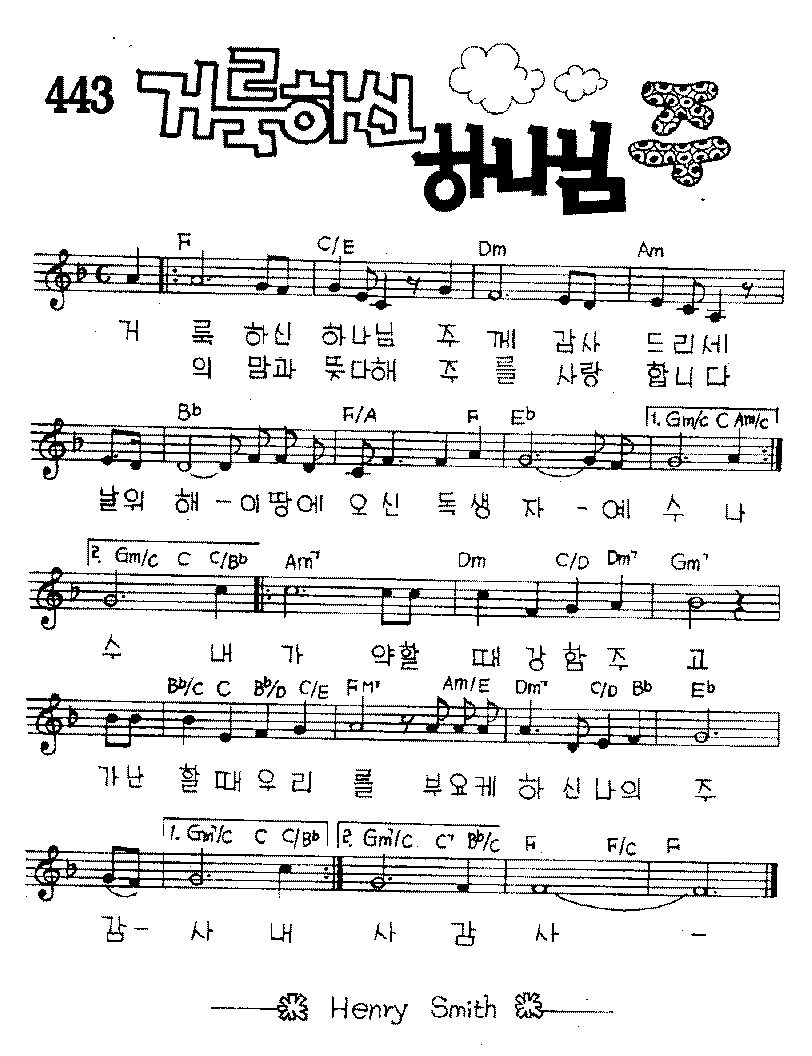 443 거룩하신
하나님
주
F C/E Dm Am
거 룩 하신 하나님 주 께 감사 드리세
의 맘과 뜻다해 주 를 사랑 합니다
Bb F/A F Eb 1. Gm/C C Am/C
날위 해 - 이땅에 오신 독생 자 - 예 수 나
2. Gm/C C C/Bb Am7 Dm C/D Dm7 Gm7
수 내 가 약할 때 강함 주 고
Bb/C C Bb/D C/E FM7 Am/E Dm7 C/D Bb Eb
가난 할때우리 를 부요케 하신나의 주
1. Gm7/C C C/Bb 2. Gm7/C C7 Bb/C F F/C F
감- 사 내 사 감 사 -
Henry Smith